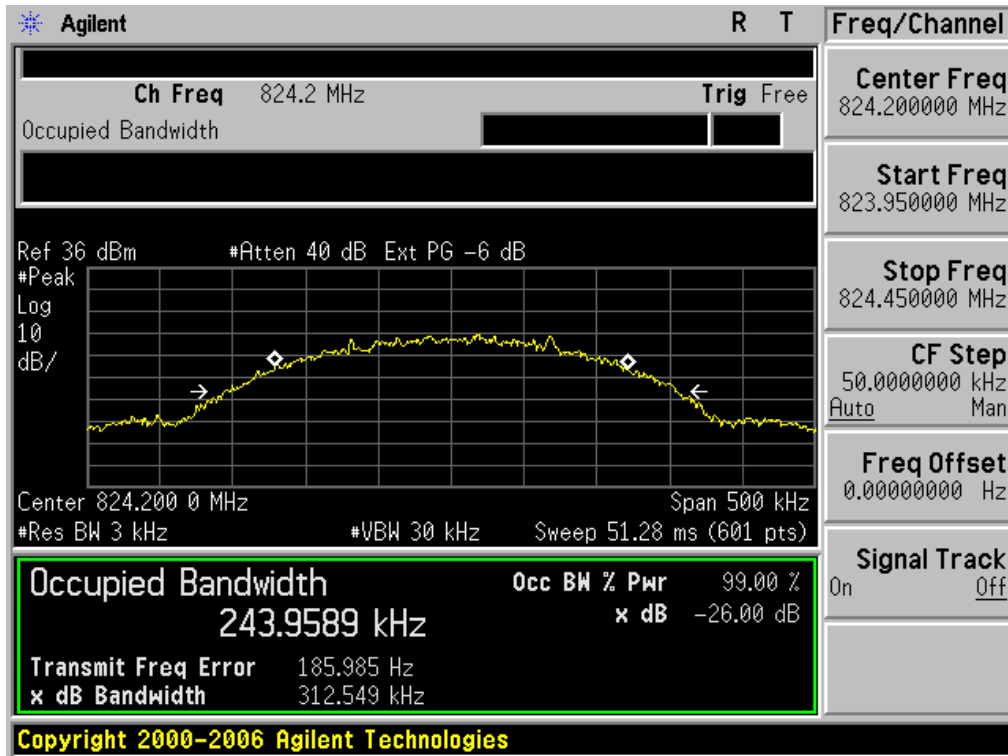 Agilent R T
Ch Freq 824.2 MHz Trig Free
Occupied Bandwidth
Ref 36 dBm #Atten 40 dB Ext PG -6 dB
#Peak
Log
10
dB/
Center 824.200 0 MHz Span 500 kHz
#Res BW 3 kHz #VBW 30 kHz Sweep 51.28 ms (601 pts)
Occupied Bandwidth Occ BW % Pwr 99.00 %
243.9589 kHz x dB -26.00 dB
Transmit Freq Error 185.985 Hz
x dB Bandwidth 312.549 kHz
Copyright 2000-2006 Agilent Technologies
Freq/Channel
Center Freq
824.200000 MHz
Start Freq
823.950000 MHz
Stop Freq
824.450000 MHz
CF Step
50.0000000 kHz
Auto Man
Freq Offset
0.00000000 Hz
Signal Track
On Off